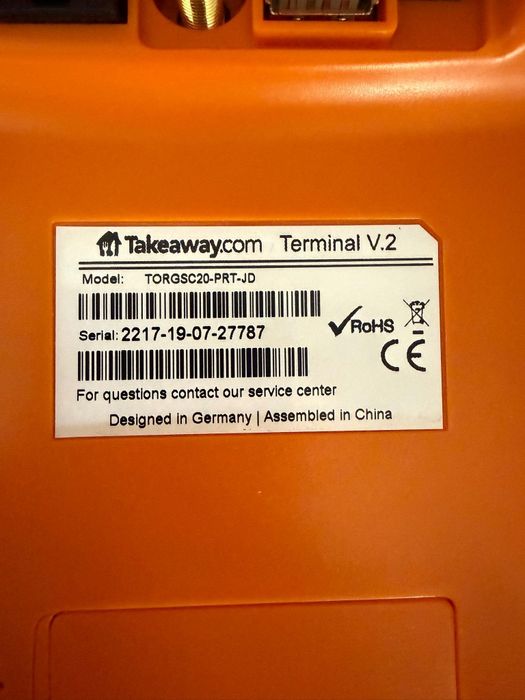 Takeaway.com Terminal V.2
Model: TORGSC20-PRT-JD
Serial: 2217-19-07-27787
RoHS
CE
For questions contact our service center
Designed in Germany | Assembled in China